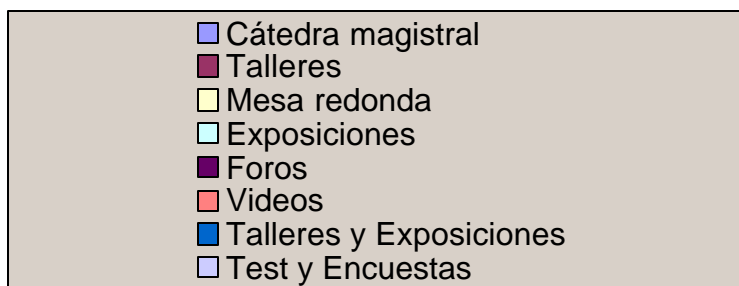 Cátedra magistral
Talleres
Mesa redonda
Exposiciones
Foros
Videos
Talleres y Exposiciones
Test y Encuestas